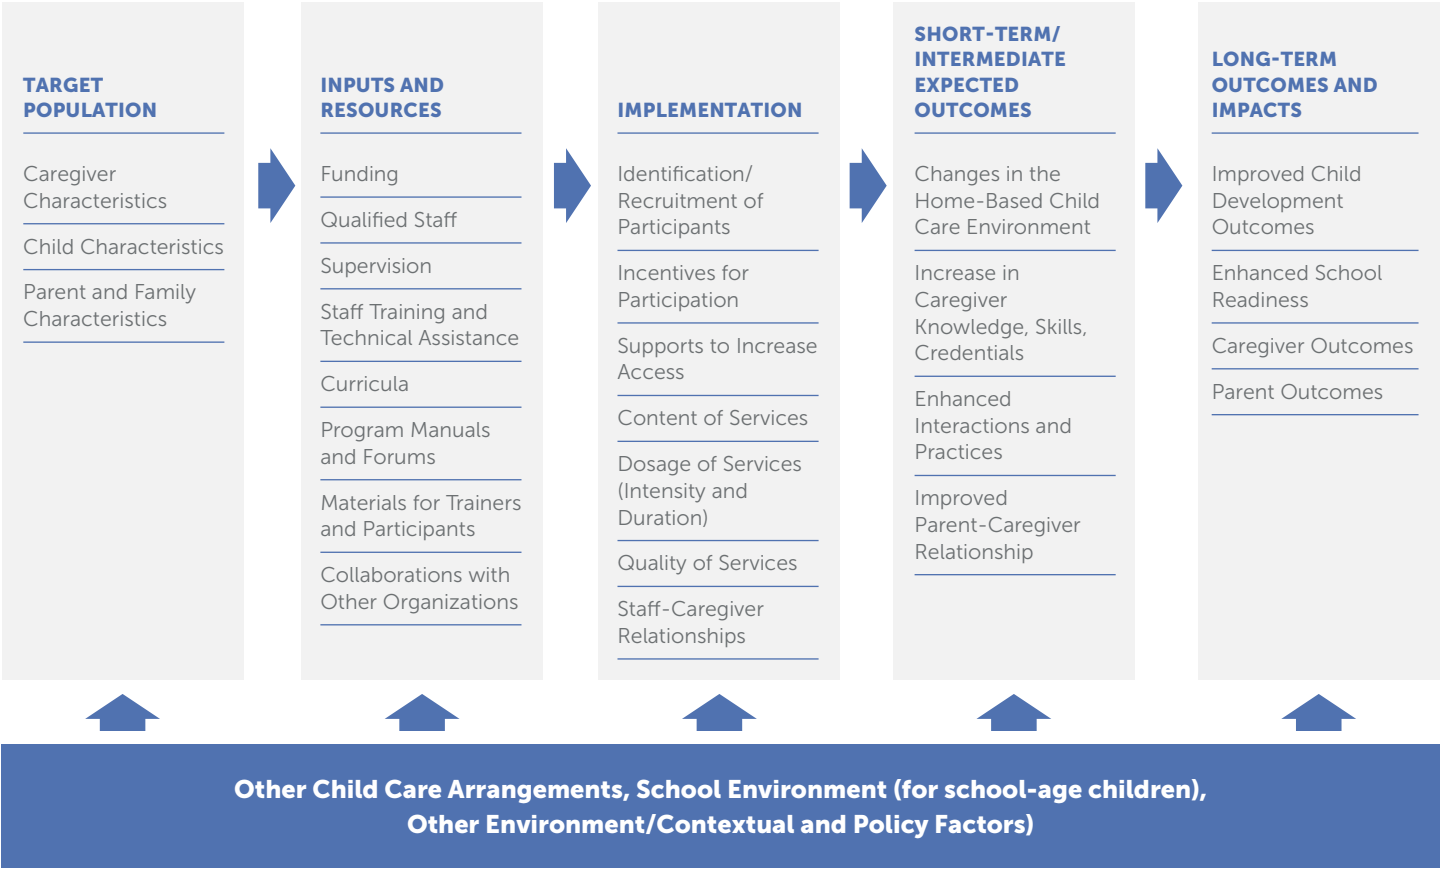 TARGET
POPULATION
Caregiver
Characteristics
Child Characteristics
Parent and Family
Characteristics
INPUTS AND
RESOURCES
Funding
Qualified Staff
Supervision
Staff Training and
Technical Assistance
Curricula
Program Manuals
and Forums
Materials for Trainers
and Participants
Collaborations with
Other Organizations
IMPLEMENTATION
Identification/
Recruitment of
Participants
Incentives for
Participation
Supports to Increase
Access
Content of Services
Dosage of Services
(Intensity and
Duration)
Quality of Services
Staff-Caregiver
Relationships
SHORT-TERM/
INTERMEDIATE
EXPECTED
OUTCOMES
Changes in the
Home-Based Child
Care Environment
Increase in
Caregiver
Knowledge, Skills,
Credentials
Enhanced
Interactions and
Practices
Improved
Parent-Caregiver
Relationship
LONG-TERM
OUTCOMES AND
IMPACTS
Improved Child
Development
Outcomes
Enhanced School
Readiness
Caregiver Outcomes
Parent Outcomes
Other Child Care Arrangements, School Environment (for school-age children),
Other Environment/Contextual and Policy Factors)